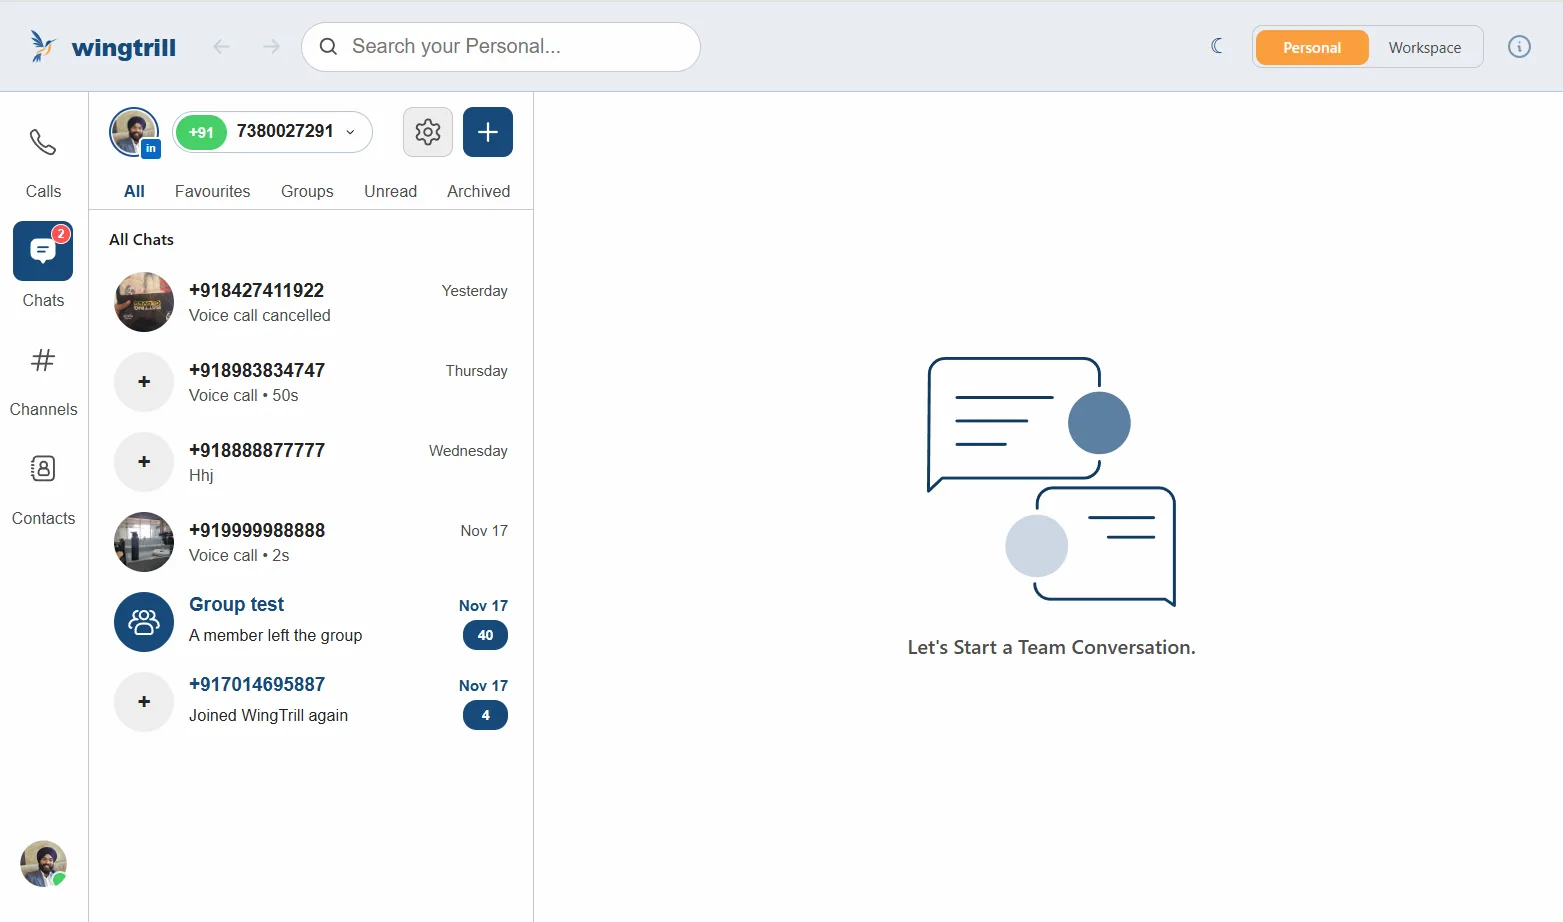 wingtrill
Search your Personal...
Personal
Workspace
Calls
2
Chats
Channels
Contacts
in
+91 7380027291
All Favourites Groups Unread Archived
All Chats
+918427411922 Yesterday
Voice call cancelled
+ +918983834747 Thursday
Voice call • 50s
+ +918888877777 Wednesday
Hhj
+919999988888 Nov 17
Voice call • 2s
Group test Nov 17
A member left the group 40
+ +917014695887 Nov 17
Joined WingTrill again 4
Let's Start a Team Conversation.